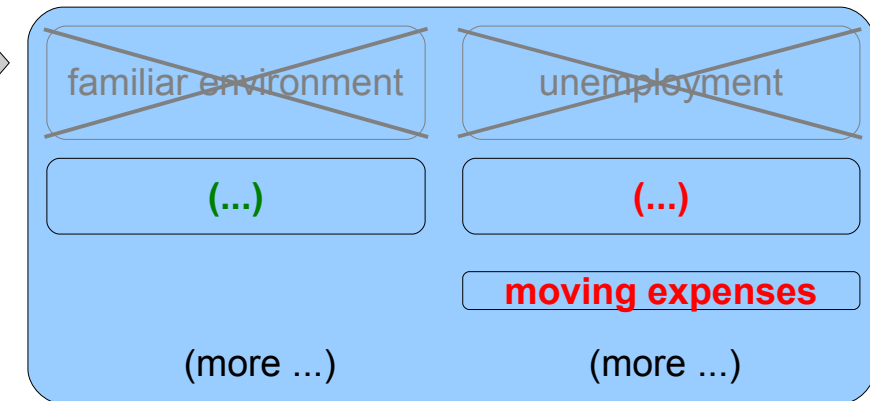 familiar environment
unemployment
(...)
(...)
moving expenses
(more ...)
(more ...)